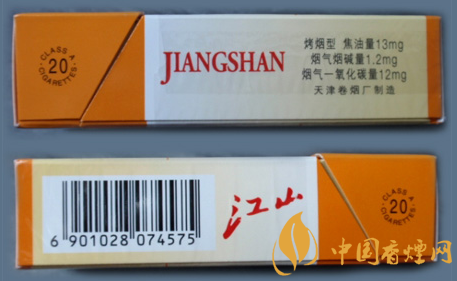 CLASS A
20
CIGARETTES
JIANGSHAN
烤烟型 焦油量13mg
烟气烟碱量1.2mg
烟气一氧化碳量12mg
天津卷烟厂制造
6 901028 074575
江山
CLASS A
20
CIGARETTES
中国香烟网